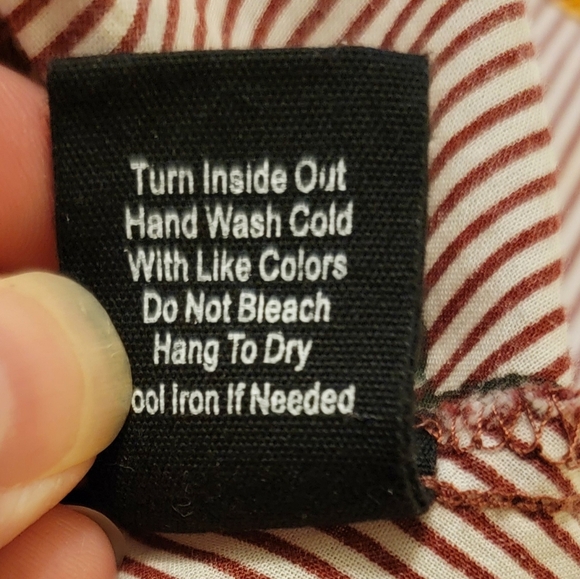 Turn Inside Out
Hand Wash Cold
With Like Colors
Do Not Bleach
Hang To Dry
ool Iron If Needed